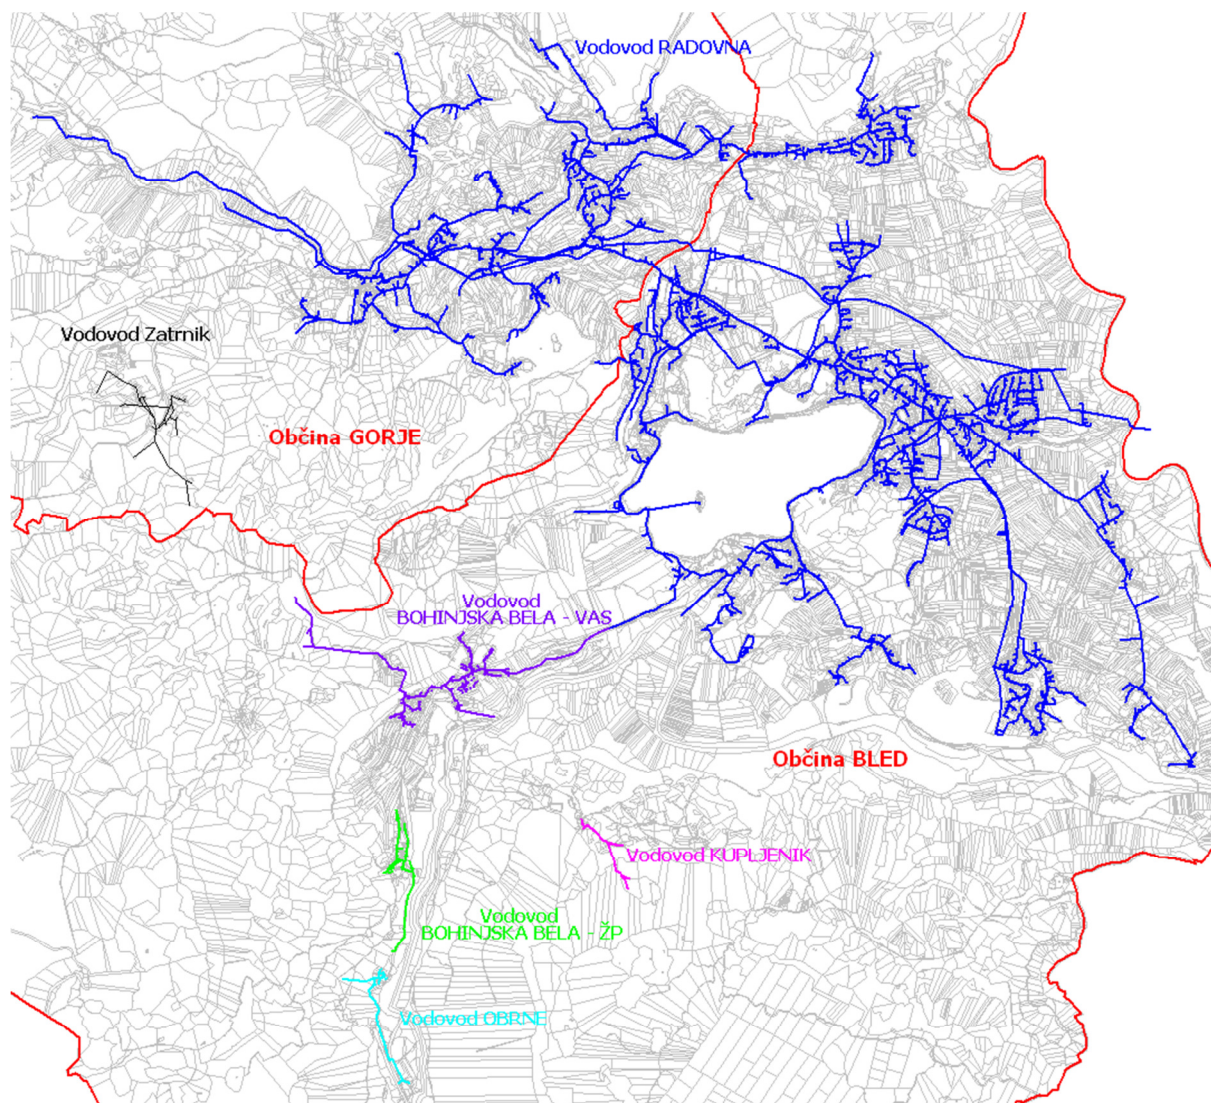 Vodovod RADOVNA
Vodovod Zatrnik
Občina GORJE
Vodovod
BOHINJSKA BELA - VAS
Občina BLED
Vodovod KUPLJENIK
Vodovod
BOHINJSKA BELA - ŽP
Vodovod OBRNE